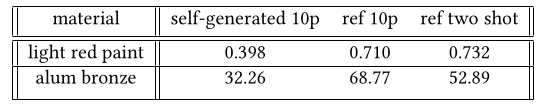 material self-generated 10p ref 10p ref two shot
light red paint 0.398 0.710 0.732
alum bronze 32.26 68.77 52.89